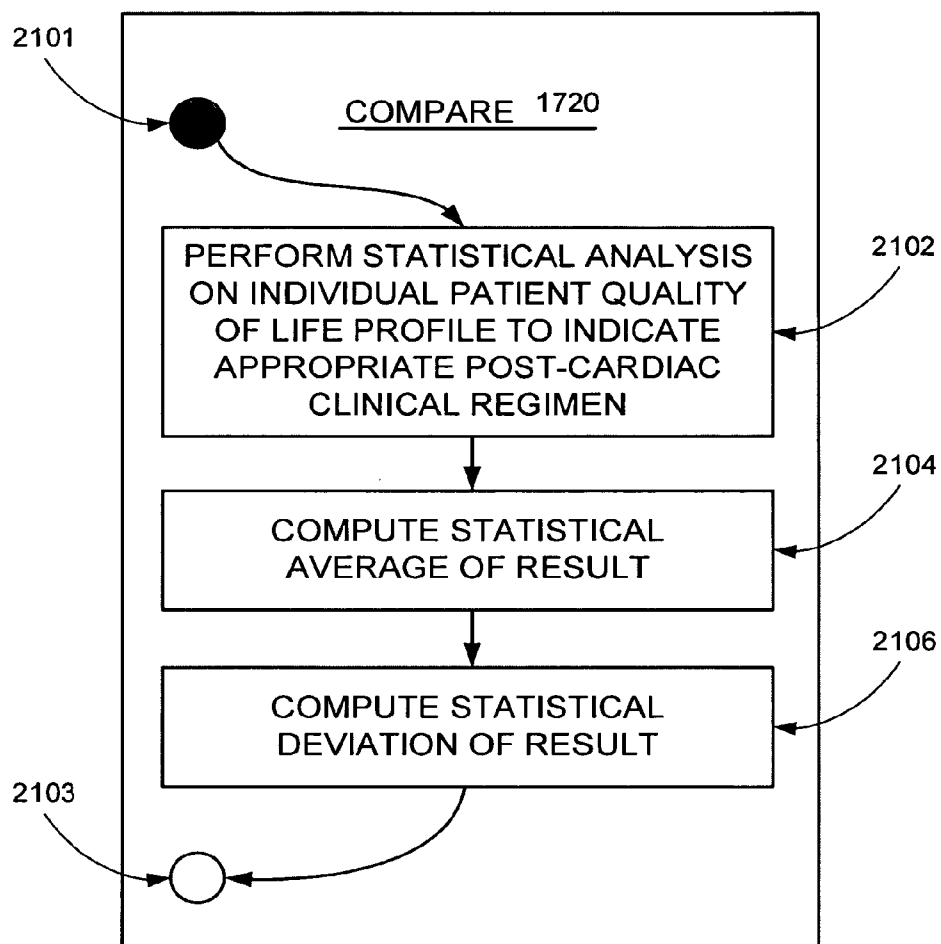 2101
COMPARE 1720
PERFORM STATISTICAL ANALYSIS
ON INDIVIDUAL PATIENT QUALITY
OF LIFE PROFILE TO INDICATE
APPROPRIATE POST-CARDIAC
CLINICAL REGIMEN
2102
COMPUTE STATISTICAL
AVERAGE OF RESULT
2104
COMPUTE STATISTICAL
DEVIATION OF RESULT
2106
2103